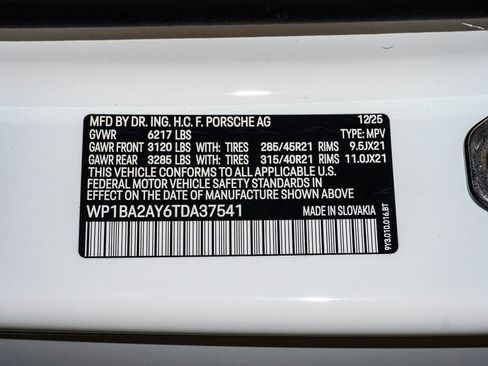 MFD BY DR. ING. H.C. F. PORSCHE AG 12/25
GVWR 6217 LBS TYPE: MPV
GAWR FRONT 3120 LBS WITH: TIRES 285/45R21 RIMS 9.5JX21
GAWR REAR 3285 LBS WITH: TIRES 315/40R21 RIMS 11.0JX21
THIS VEHICLE CONFORMS TO ALL APPLICABLE U.S.
FEDERAL MOTOR VEHICLE SAFETY STANDARDS IN
EFFECT ON THE DATE OF MANUFACTURE SHOWN ABOVE.
WP1BA2AY6TDA37541 MADE IN SLOVAKIA
9Y3.010.016.BT